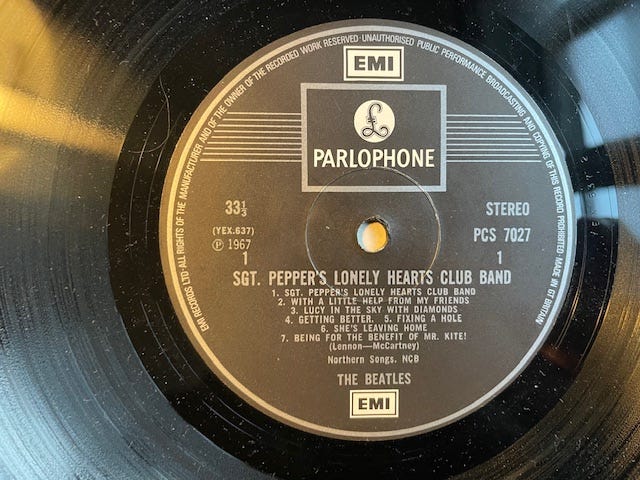 EMI RECORDS LTD·ALL RIGHTS OF THE MANUFACTURER AND OF THE OWNER OF THE RECORDED WORK RESERVED·UNAUTHORISED PUBLIC PERFORMANCE BROADCASTING AND COPYING OF THIS RECORD PROHIBITED·MADE IN GT BRITAIN
EMI
£
PARLOPHONE
33⅓ STEREO
(YEX.637) PCS 7027
℗ 1967
1 1
SGT. PEPPER'S LONELY HEARTS CLUB BAND
1. SGT. PEPPER'S LONELY HEARTS CLUB BAND
2. WITH A LITTLE HELP FROM MY FRIENDS
3. LUCY IN THE SKY WITH DIAMONDS
4. GETTING BETTER. 5. FIXING A HOLE
6. SHE'S LEAVING HOME
7. BEING FOR THE BENEFIT OF MR. KITE!
(Lennon—McCartney)
Northern Songs. NCB
THE BEATLES
EMI